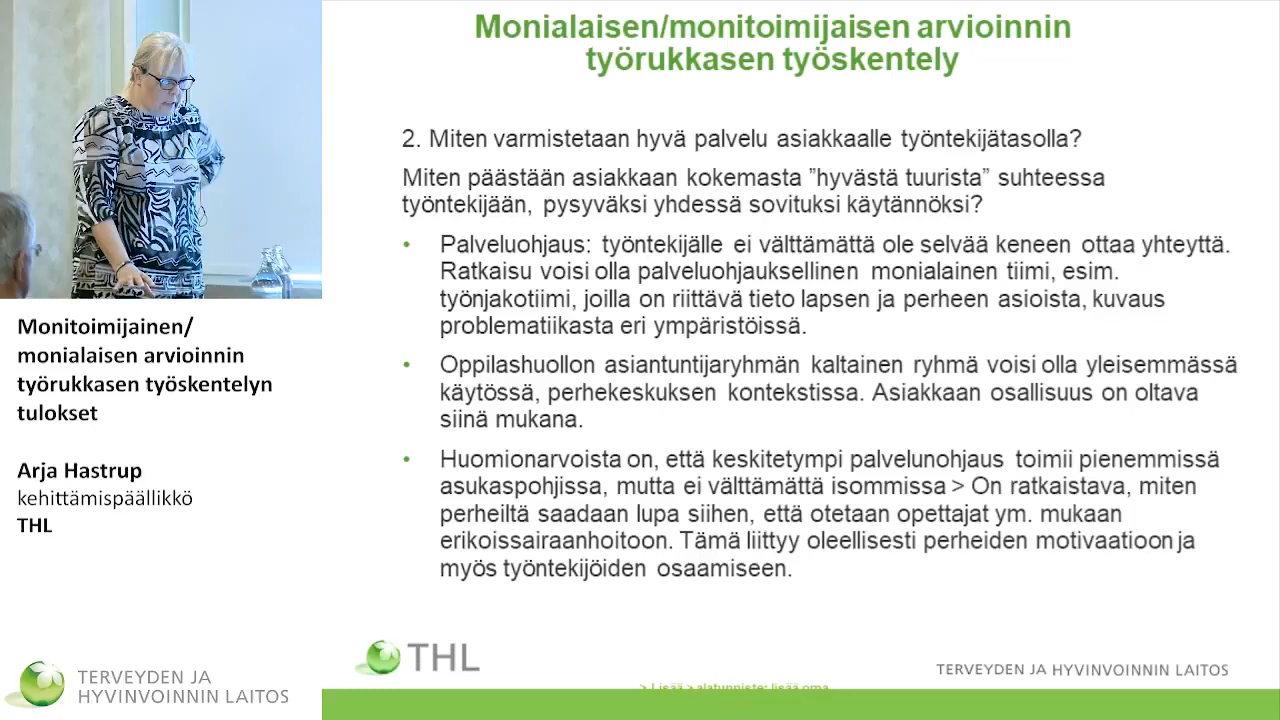 Monialaisen/monitoimijaisen arvioinnin
työrukkasen työskentely
2. Miten varmistetaan hyvä palvelu asiakkaalle työntekijätasolla?
Miten päästään asiakkaan kokemasta ”hyvästä tuurista” suhteessa
työntekijään, pysyväksi yhdessä sovituksi käytännöksi?
• Palveluohjaus: työntekijälle ei välttämättä ole selvää keneen ottaa yhteyttä.
Ratkaisu voisi olla palveluohjauksellinen monialainen tiimi, esim.
työnjakotiimi, joilla on riittävä tieto lapsen ja perheen asioista, kuvaus
problematiikasta eri ympäristöissä.
• Oppilashuollon asiantuntijaryhmän kaltainen ryhmä voisi olla yleisemmässä
käytössä, perhekeskuksen kontekstissa. Asiakkaan osallisuus on oltava
siinä mukana.
• Huomionarvoista on, että keskitetympi palvelunohjaus toimii pienemmissä
asukaspohjissa, mutta ei välttämättä isommissa > On ratkaistava, miten
perheiltä saadaan lupa siihen, että otetaan opettajat ym. mukaan
erikoissairaanhoitoon. Tämä liittyy oleellisesti perheiden motivaatioon ja
myös työntekijöiden osaamiseen.
THL
TERVEYDEN JA HYVINVOINNIN LAITOS
> Lisää > alatunniste: lisää oma
Monitoimijainen/
monialaisen arvioinnin
työrukkasen työskentelyn
tulokset
Arja Hastrup
kehittämispäällikkö
THL
TERVEYDEN JA
HYVINVOINNIN LAITOS